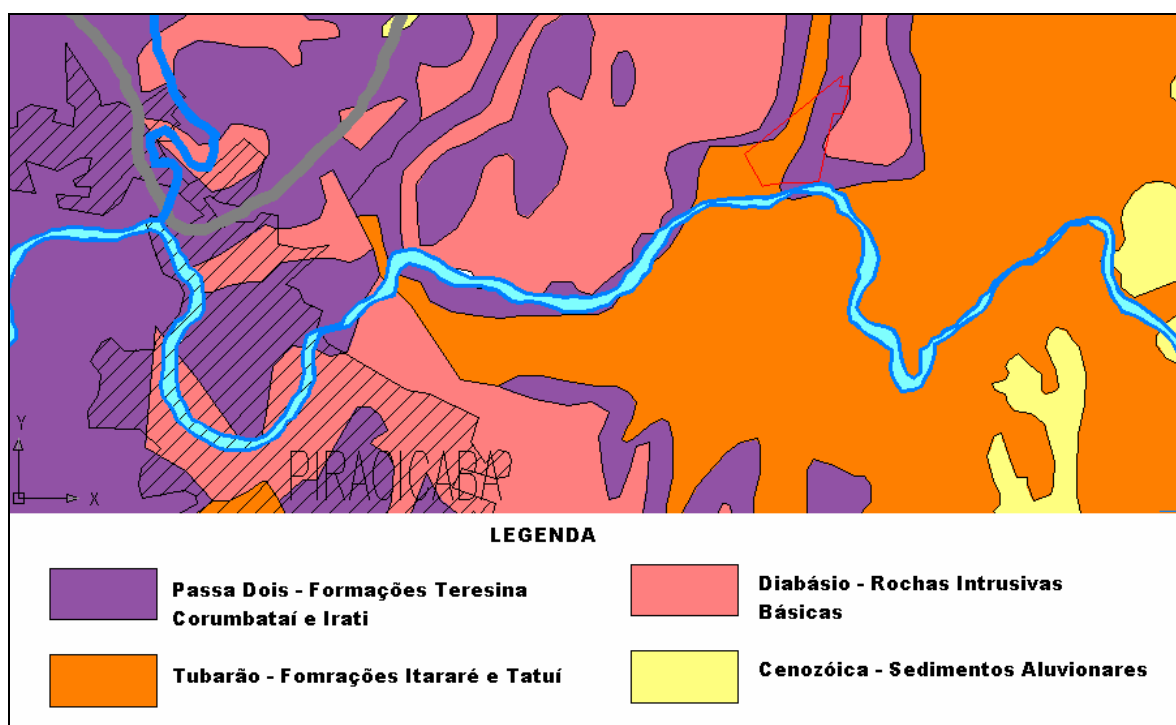 Y
X
PIRACICABA
LEGENDA
Passa Dois - Formações Teresina
Corumbataí e Irati
Diabásio - Rochas Intrusivas
Básicas
Tubarão - Fomrações Itararé e Tatuí
Cenozóica - Sedimentos Aluvionares